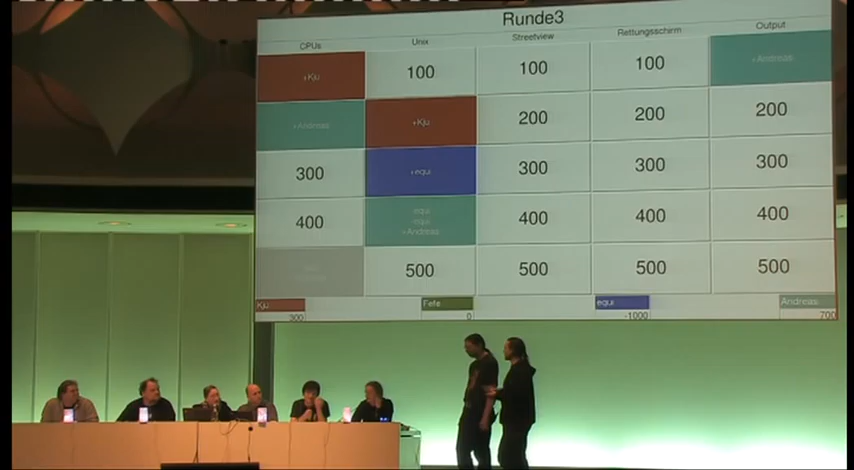 Runde3
CPUs Unix Streetview Rettungsschirm Output
+Kju 100 100 100 +Andreas
+Andreas +Kju 200 200 200
300 +equi 300 300 300
400 equi 400 400 400
-equi
+Andreas
500 500 500 500
Kju Fefe equi Andreas
300 0 -1000 700